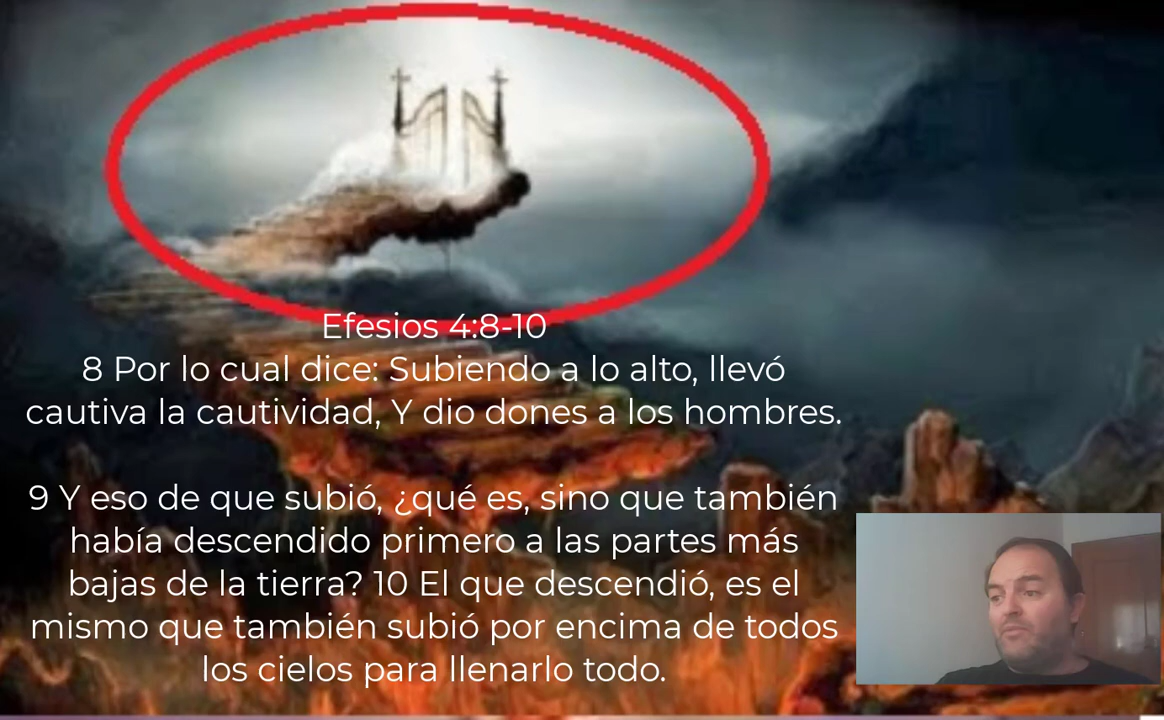 Efesios 4:8-10
8 Por lo cual dice: Subiendo a lo alto, llevó
cautiva la cautividad, Y dio dones a los hombres.
9 Y eso de que subió, ¿qué es, sino que también
había descendido primero a las partes más
bajas de la tierra? 10 El que descendió, es el
mismo que también subió por encima de todos
los cielos para llenarlo todo.